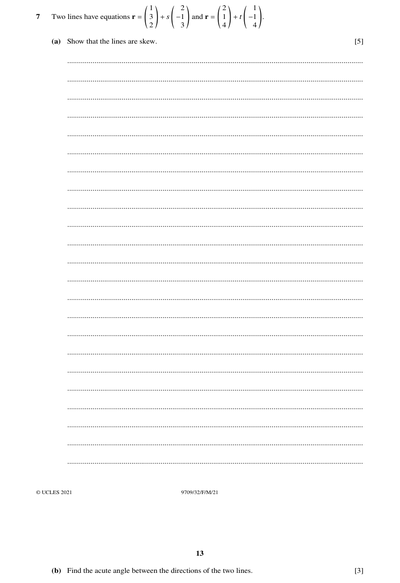 7 Two lines have equations r = (1 3 2) + s(2 −1 3) and r = (2 1 4) + t(1 −1 4).
(a) Show that the lines are skew. [5]
© UCLES 2021 9709/32/F/M/21
13
(b) Find the acute angle between the directions of the two lines. [3]